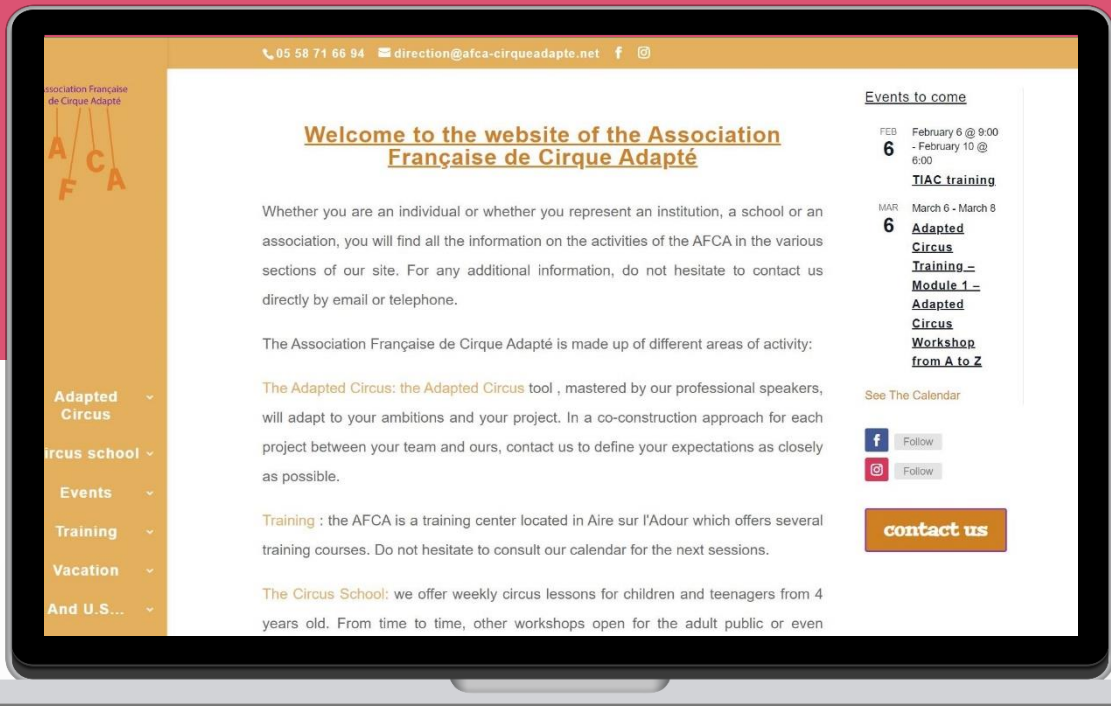 05 58 71 66 94 direction@afca-cirqueadapte.net
Association Française
de Cirque Adapté
A F C A
Adapted
Circus
ircus school
Events
Training
Vacation
And U.S...
Welcome to the website of the Association
Française de Cirque Adapté
Whether you are an individual or whether you represent an institution, a school or an
association, you will find all the information on the activities of the AFCA in the various
sections of our site. For any additional information, do not hesitate to contact us
directly by email or telephone.
The Association Française de Cirque Adapté is made up of different areas of activity:
The Adapted Circus: the Adapted Circus tool , mastered by our professional speakers,
will adapt to your ambitions and your project. In a co-construction approach for each
project between your team and ours, contact us to define your expectations as closely
as possible.
Training : the AFCA is a training center located in Aire sur l'Adour which offers several
training courses. Do not hesitate to consult our calendar for the next sessions.
The Circus School: we offer weekly circus lessons for children and teenagers from 4
years old. From time to time, other workshops open for the adult public or even
Events to come
FEB
6
February 6 @ 9:00
- February 10 @
6:00
TIAC training
MAR
6
March 6 - March 8
Adapted
Circus
Training –
Module 1 –
Adapted
Circus
Workshop
from A to Z
See The Calendar
Follow
Follow
contact us